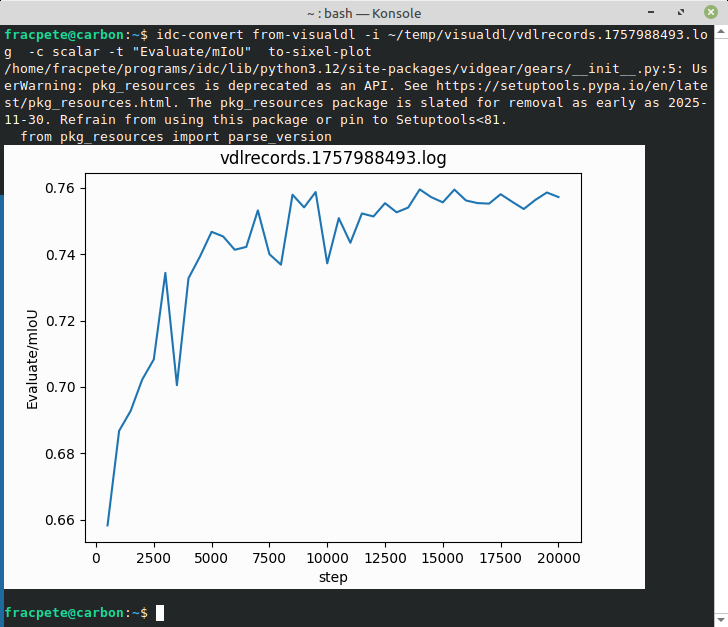 ~ : bash — Konsole
fracpete@carbon:~$ idc-convert from-visualdl -i ~/temp/visualdl/vdlrecords.1757988493.lo
g  -c scalar -t "Evaluate/mIoU"  to-sixel-plot
/home/fracpete/programs/idc/lib/python3.12/site-packages/vidgear/gears/__init__.py:5: Us
erWarning: pkg_resources is deprecated as an API. See https://setuptools.pypa.io/en/late
st/pkg_resources.html. The pkg_resources package is slated for removal as early as 2025-
11-30. Refrain from using this package or pin to Setuptools<81.
  from pkg_resources import parse_version
vdlrecords.1757988493.log
0.76
0.74
0.72
0.70
0.68
0.66
Evaluate/mIoU
0 2500 5000 7500 10000 12500 15000 17500 20000
step
fracpete@carbon:~$